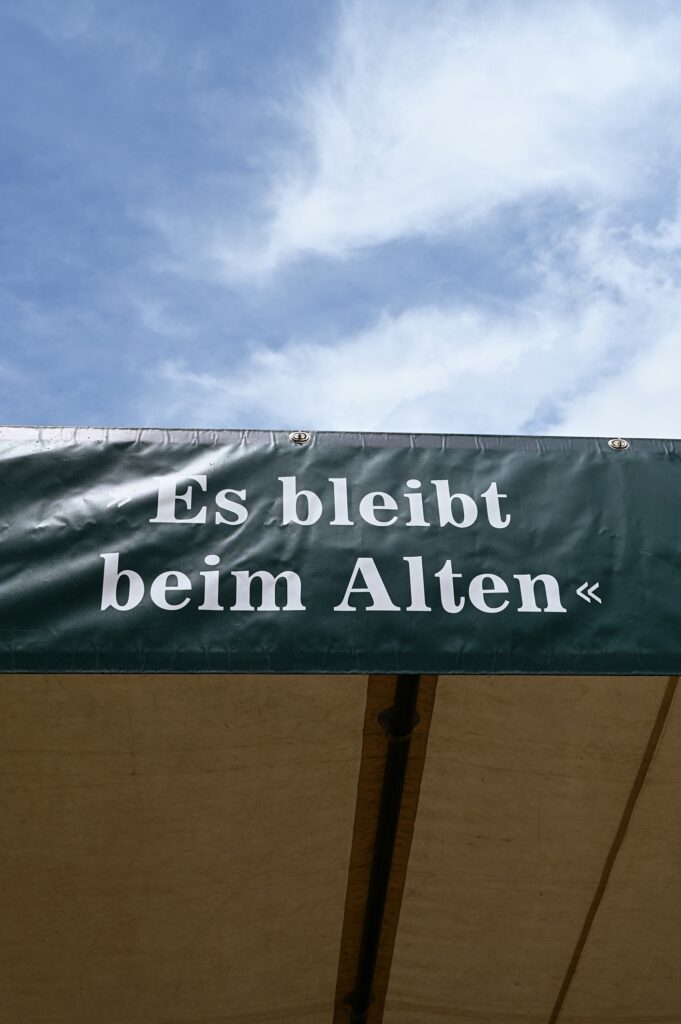 »Es bleibt
beim Alten«